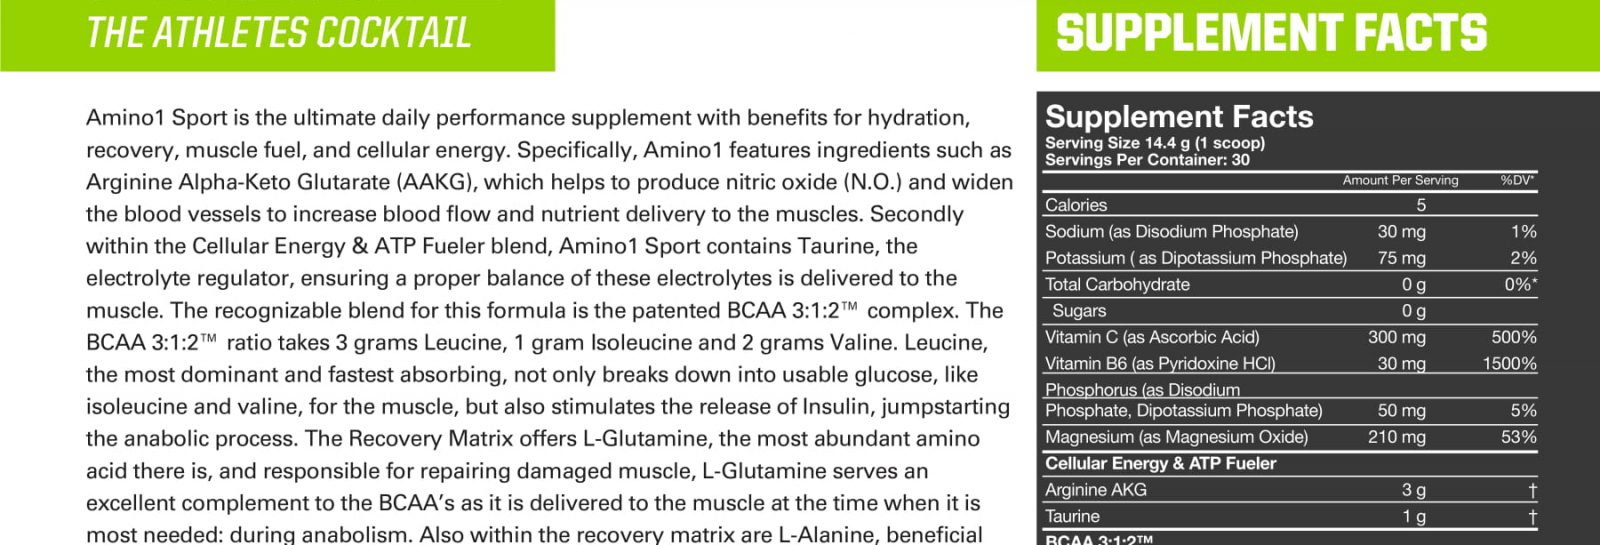 THE ATHLETES COCKTAIL
Amino1 Sport is the ultimate daily performance supplement with benefits for hydration,
recovery, muscle fuel, and cellular energy. Specifically, Amino1 features ingredients such as
Arginine Alpha-Keto Glutarate (AAKG), which helps to produce nitric oxide (N.O.) and widen
the blood vessels to increase blood flow and nutrient delivery to the muscles. Secondly
within the Cellular Energy & ATP Fueler blend, Amino1 Sport contains Taurine, the
electrolyte regulator, ensuring a proper balance of these electrolytes is delivered to the
muscle. The recognizable blend for this formula is the patented BCAA 3:1:2™ complex. The
BCAA 3:1:2™ ratio takes 3 grams Leucine, 1 gram Isoleucine and 2 grams Valine. Leucine,
the most dominant and fastest absorbing, not only breaks down into usable glucose, like
isoleucine and valine, for the muscle, but also stimulates the release of Insulin, jumpstarting
the anabolic process. The Recovery Matrix offers L-Glutamine, the most abundant amino
acid there is, and responsible for repairing damaged muscle, L-Glutamine serves an
excellent complement to the BCAA's as it is delivered to the muscle at the time when it is
most needed: during anabolism. Also within the recovery matrix are L-Alanine, beneficial
SUPPLEMENT FACTS
Supplement Facts
Serving Size 14.4 g (1 scoop)
Servings Per Container: 30
Amount Per Serving %DV*
Calories 5
Sodium (as Disodium Phosphate) 30 mg 1%
Potassium ( as Dipotassium Phosphate) 75 mg 2%
Total Carbohydrate 0 g 0%*
Sugars 0 g
Vitamin C (as Ascorbic Acid) 300 mg 500%
Vitamin B6 (as Pyridoxine HCl) 30 mg 1500%
Phosphorus (as Disodium
Phosphate, Dipotassium Phosphate) 50 mg 5%
Magnesium (as Magnesium Oxide) 210 mg 53%
Cellular Energy & ATP Fueler
Arginine AKG 3 g †
Taurine 1 g †
BCAA 3:1:2™